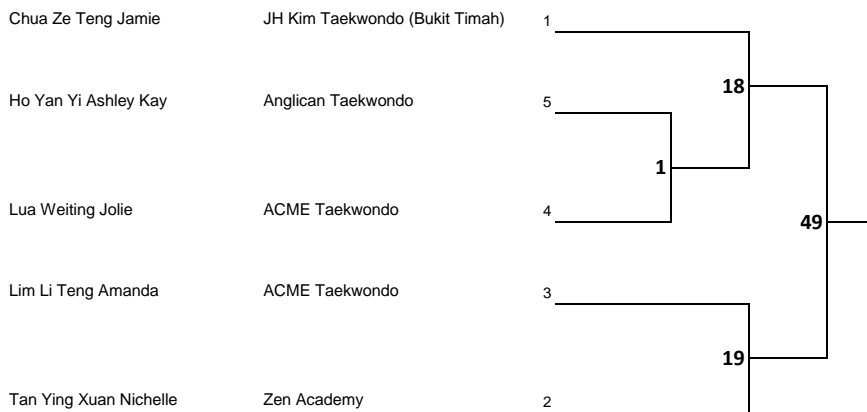 Chua Ze Teng Jamie JH Kim Taekwondo (Bukit Timah) 1
18
Ho Yan Yi Ashley Kay Anglican Taekwondo 5
1
Lua Weiting Jolie ACME Taekwondo 4
49
Lim Li Teng Amanda ACME Taekwondo 3
19
Tan Ying Xuan Nichelle Zen Academy 2